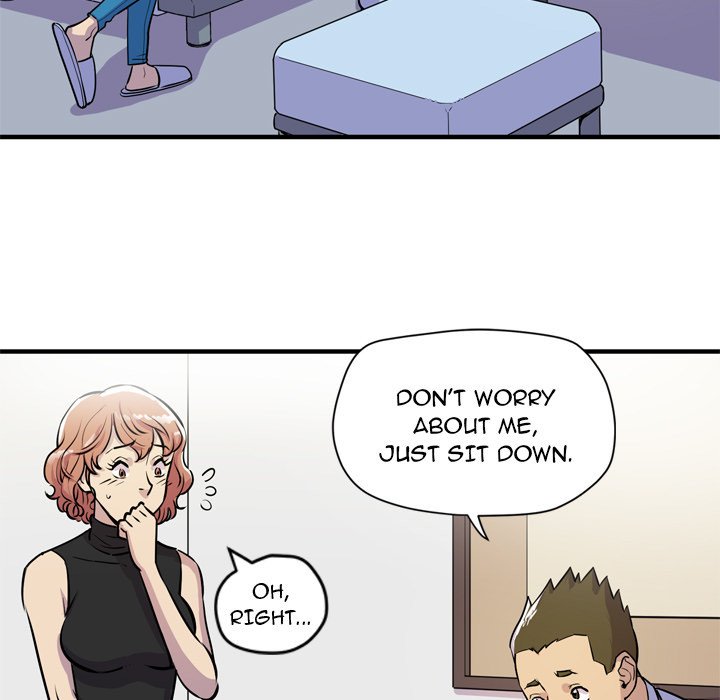 DON'T WORRY
ABOUT ME,
JUST SIT DOWN.
OH,
RIGHT...